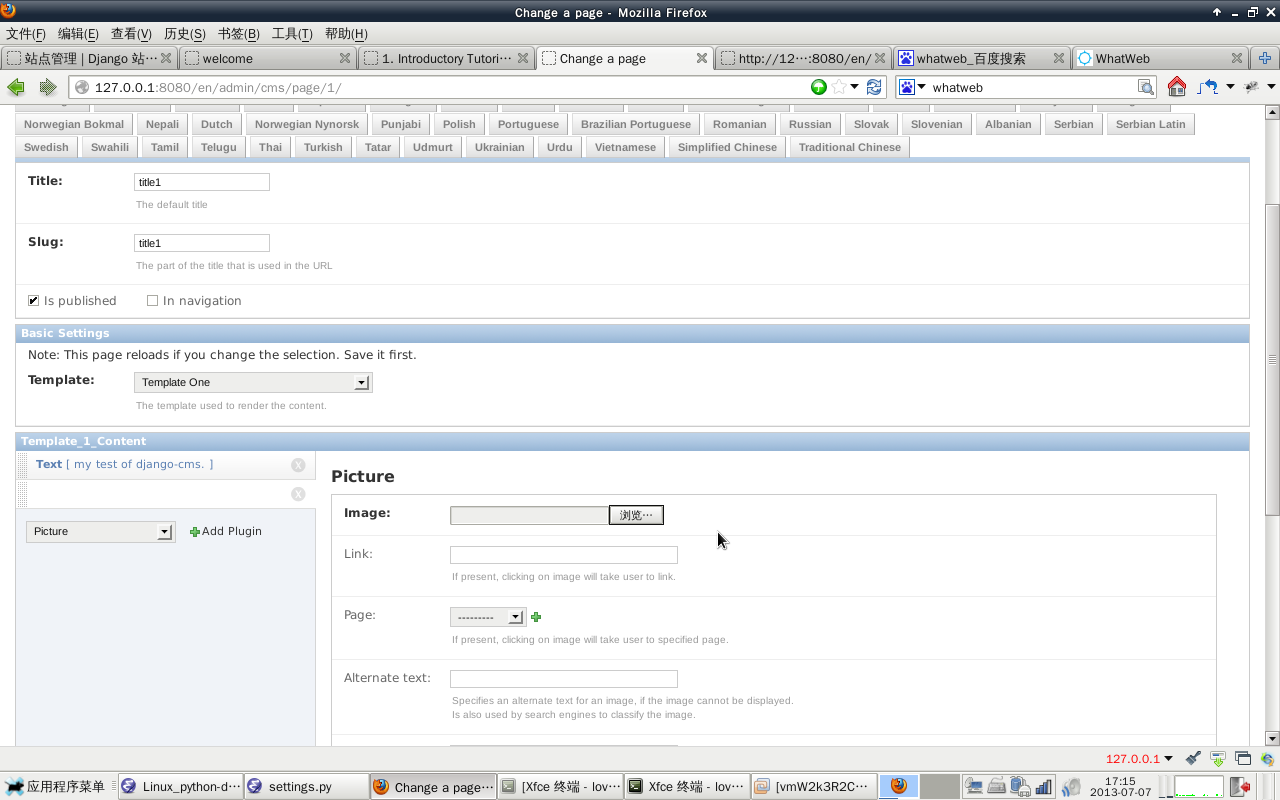 Change a page - Mozilla Firefox
文件(F) 编辑(E) 查看(V) 历史(S) 书签(B) 工具(T) 帮助(H)
站点管理 | Django 站··· welcome 1. Introductory Tutori··· Change a page http://12···:8080/en/ whatweb_百度搜索 WhatWeb
127.0.0.1:8080/en/admin/cms/page/1/ whatweb
Norwegian Bokmal Nepali Dutch Norwegian Nynorsk Punjabi Polish Portuguese Brazilian Portuguese Romanian Russian Slovak Slovenian Albanian Serbian Serbian Latin
Swedish Swahili Tamil Telugu Thai Turkish Tatar Udmurt Ukrainian Urdu Vietnamese Simplified Chinese Traditional Chinese
Title: title1
The default title
Slug: title1
The part of the title that is used in the URL
Is published In navigation
Basic Settings
Note: This page reloads if you change the selection. Save it first.
Template: Template One
The template used to render the content.
Template_1_Content
Text [ my test of django-cms. ] X
X
Picture Add Plugin
Picture
Image: 浏览···
Link:
If present, clicking on image will take user to link.
Page: ---------
If present, clicking on image will take user to specified page.
Alternate text:
Specifies an alternate text for an image, if the image cannot be displayed.
Is also used by search engines to classify the image.
127.0.0.1
应用程序菜单 Linux_python-d··· settings.py Change a page··· [Xfce 终端 - lov··· Xfce 终端 - lov··· [vmW2k3R2C··· 17:15
2013-07-07